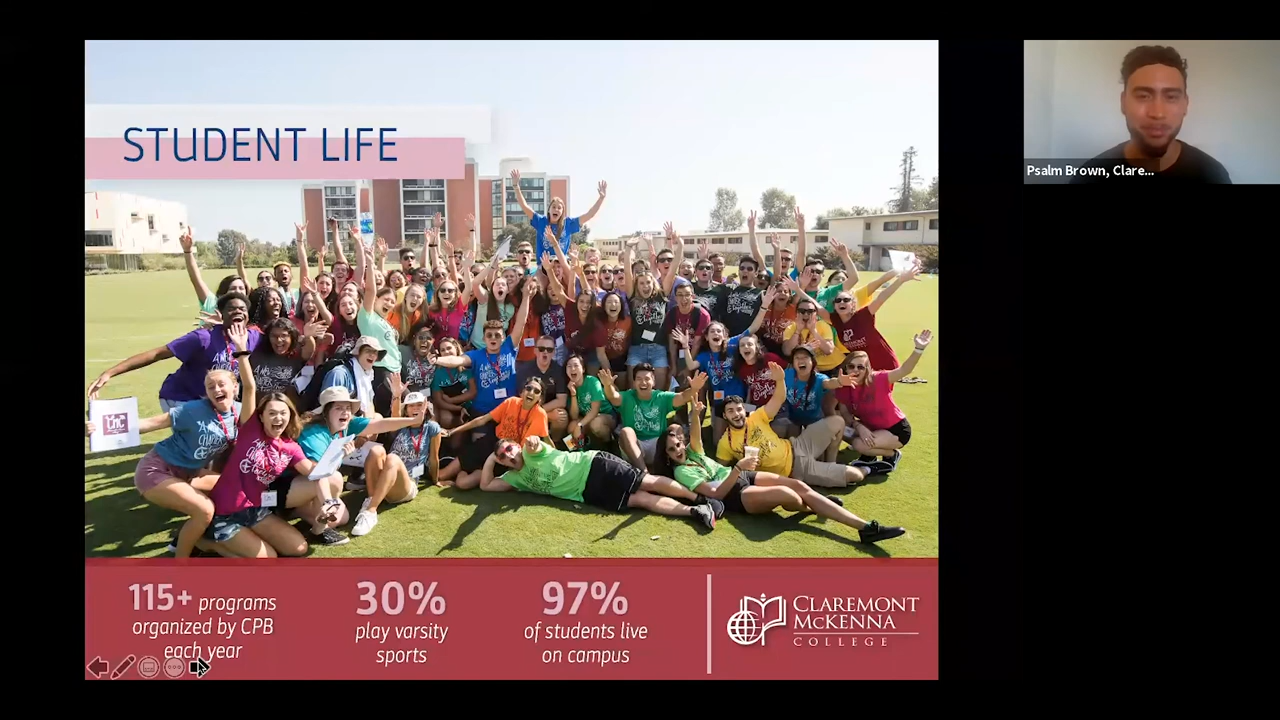 STUDENT LIFE
Psalm Brown, Clare...
CMC
115+ programs
organized by CPB
each year
30%
play varsity
sports
97%
of students live
on campus
CLAREMONT
MCKENNA
COLLEGE